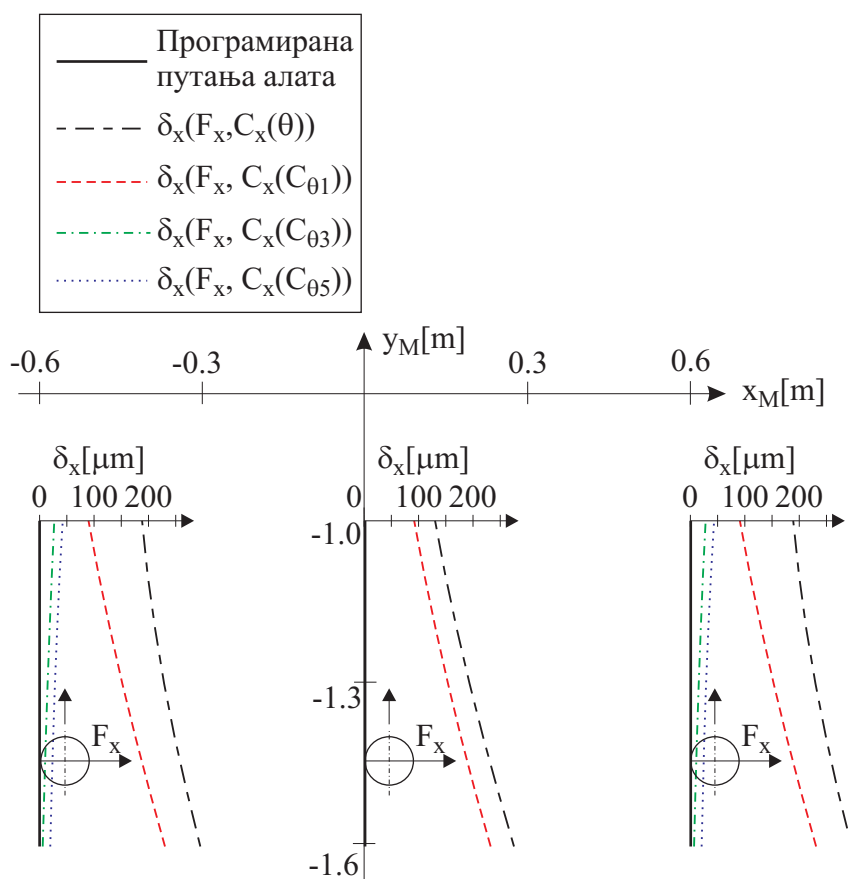 Програмирана
путања алата
δx(Fx,Cx(θ))
δx(Fx, Cx(Cθ1))
δx(Fx, Cx(Cθ3))
δx(Fx, Cx(Cθ5))
yM[m]
-0.6 -0.3 0.3 0.6
xM[m]
δx[μm] δx[μm] δx[μm]
0 100 200 0 100 200 0 100 200
-1.0
-1.3
Fx Fx Fx
-1.6